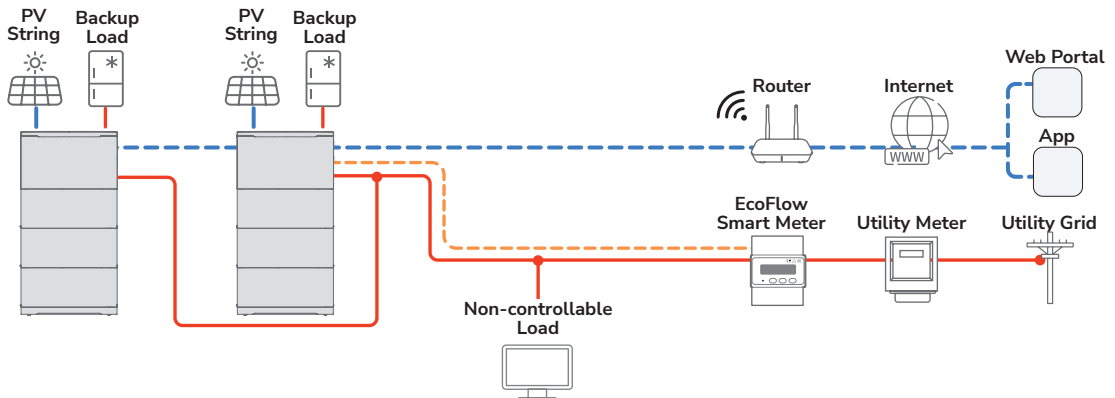 PV
String
Backup
Load
PV
String
Backup
Load
Router
Internet
WWW
Web Portal
App
EcoFlow
Smart Meter
Utility Meter
Utility Grid
Non-controllable
Load